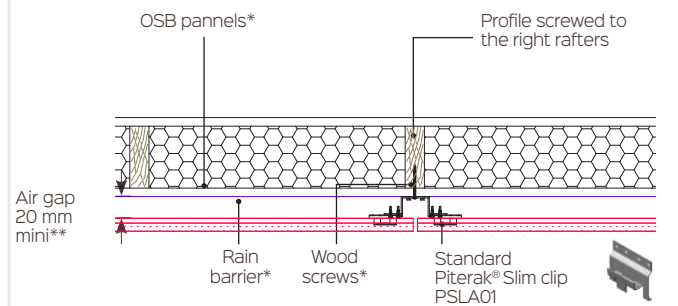 OSB pannels*
Profile screwed to
the right rafters
Air gap
20 mm
mini**
Rain
barrier*
Wood
screws*
Standard
Piterak® Slim clip
PSLA01